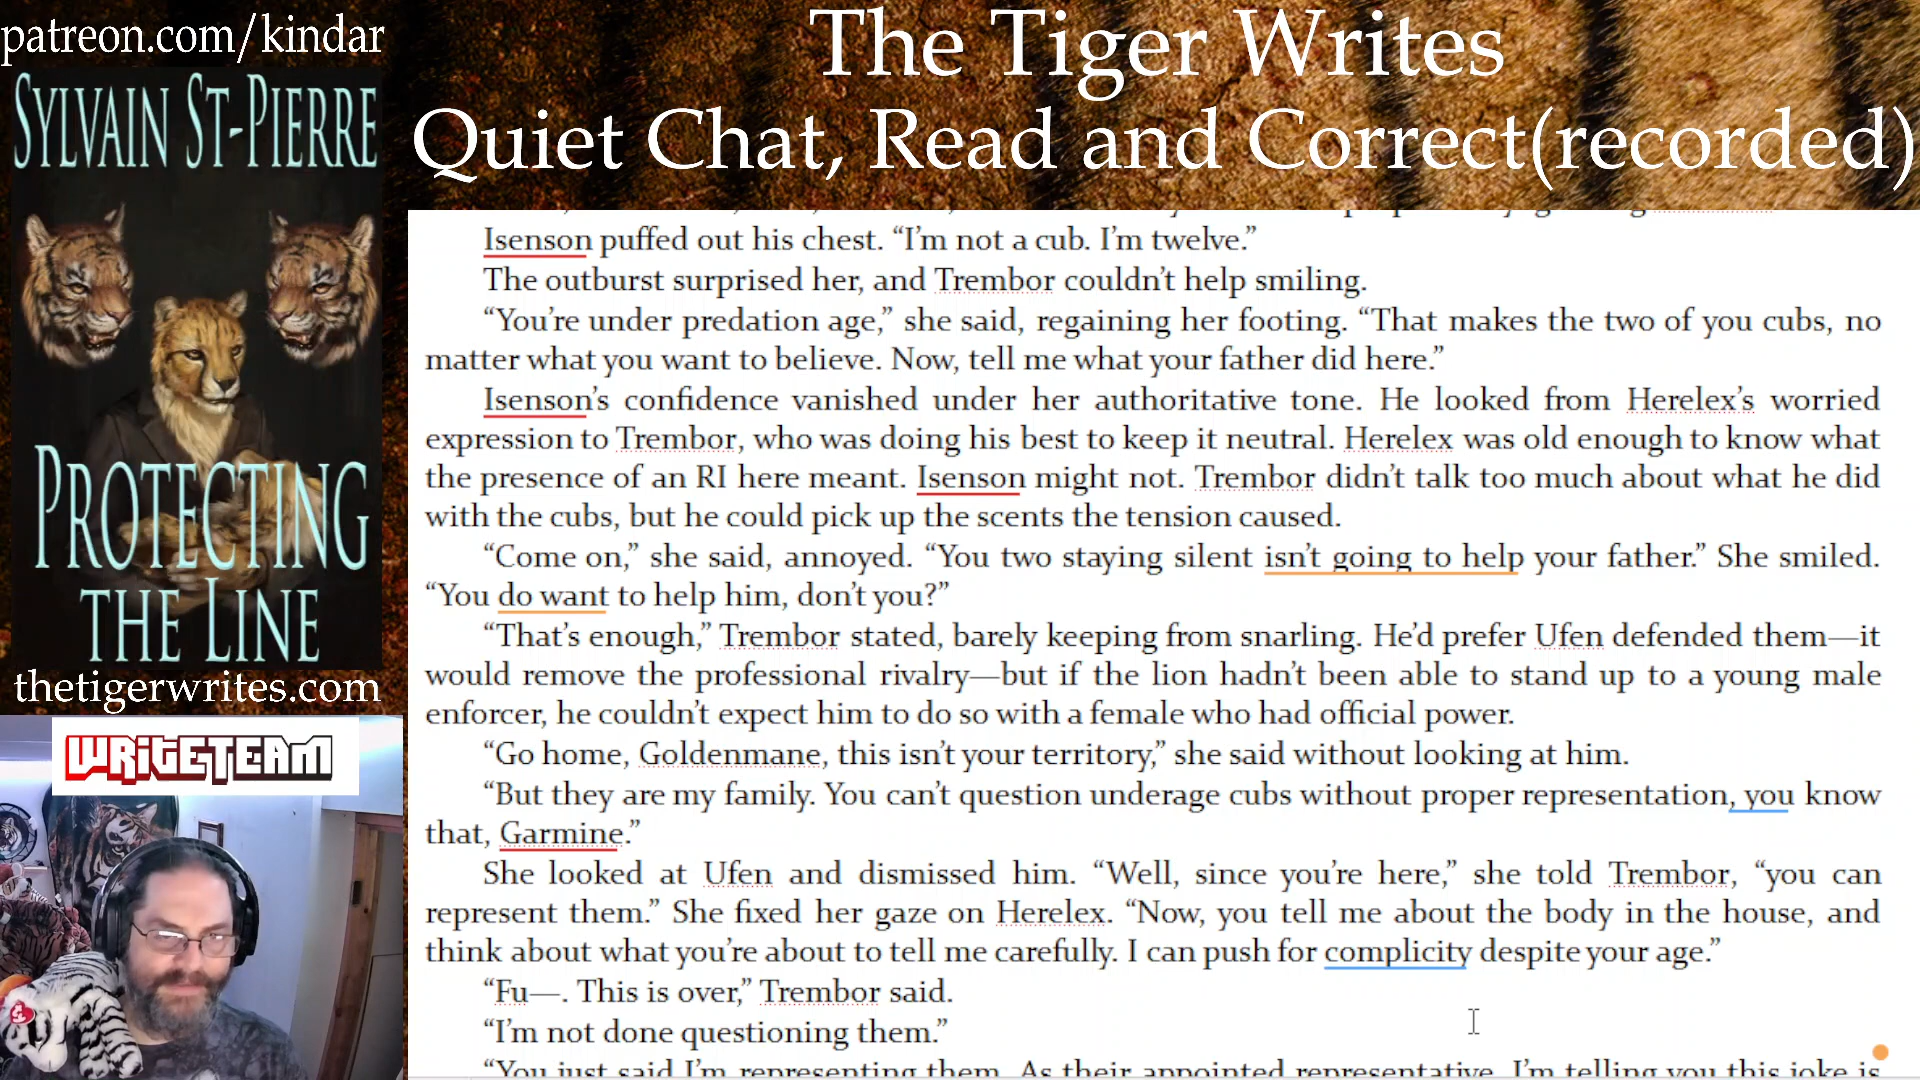 patreon.com/kindar
SYLVAIN ST-PIERRE
PROTECTING
THE LINE
thetigerwrites.com
WRITETEAM
The Tiger Writes
Quiet Chat, Read and Correct(recorded)
Isenson puffed out his chest. “I’m not a cub. I’m twelve.”
The outburst surprised her, and Trembor couldn’t help smiling.
“You’re under predation age,” she said, regaining her footing. “That makes the two of you cubs, no
matter what you want to believe. Now, tell me what your father did here.”
Isenson’s confidence vanished under her authoritative tone. He looked from Herelex’s worried
expression to Trembor, who was doing his best to keep it neutral. Herelex was old enough to know what
the presence of an RI here meant. Isenson might not. Trembor didn’t talk too much about what he did
with the cubs, but he could pick up the scents the tension caused.
“Come on,” she said, annoyed. “You two staying silent isn’t going to help your father.” She smiled.
“You do want to help him, don’t you?”
“That’s enough,” Trembor stated, barely keeping from snarling. He’d prefer Ufen defended them—it
would remove the professional rivalry—but if the lion hadn’t been able to stand up to a young male
enforcer, he couldn’t expect him to do so with a female who had official power.
“Go home, Goldenmane, this isn’t your territory,” she said without looking at him.
“But they are my family. You can’t question underage cubs without proper representation, you know
that, Garmine.”
She looked at Ufen and dismissed him. “Well, since you’re here,” she told Trembor, “you can
represent them.” She fixed her gaze on Herelex. “Now, you tell me about the body in the house, and
think about what you’re about to tell me carefully. I can push for complicity despite your age.”
“Fu—. This is over,” Trembor said.
“I’m not done questioning them.”
“You just said I’m representing them. As their appointed representative, I’m telling you this joke is